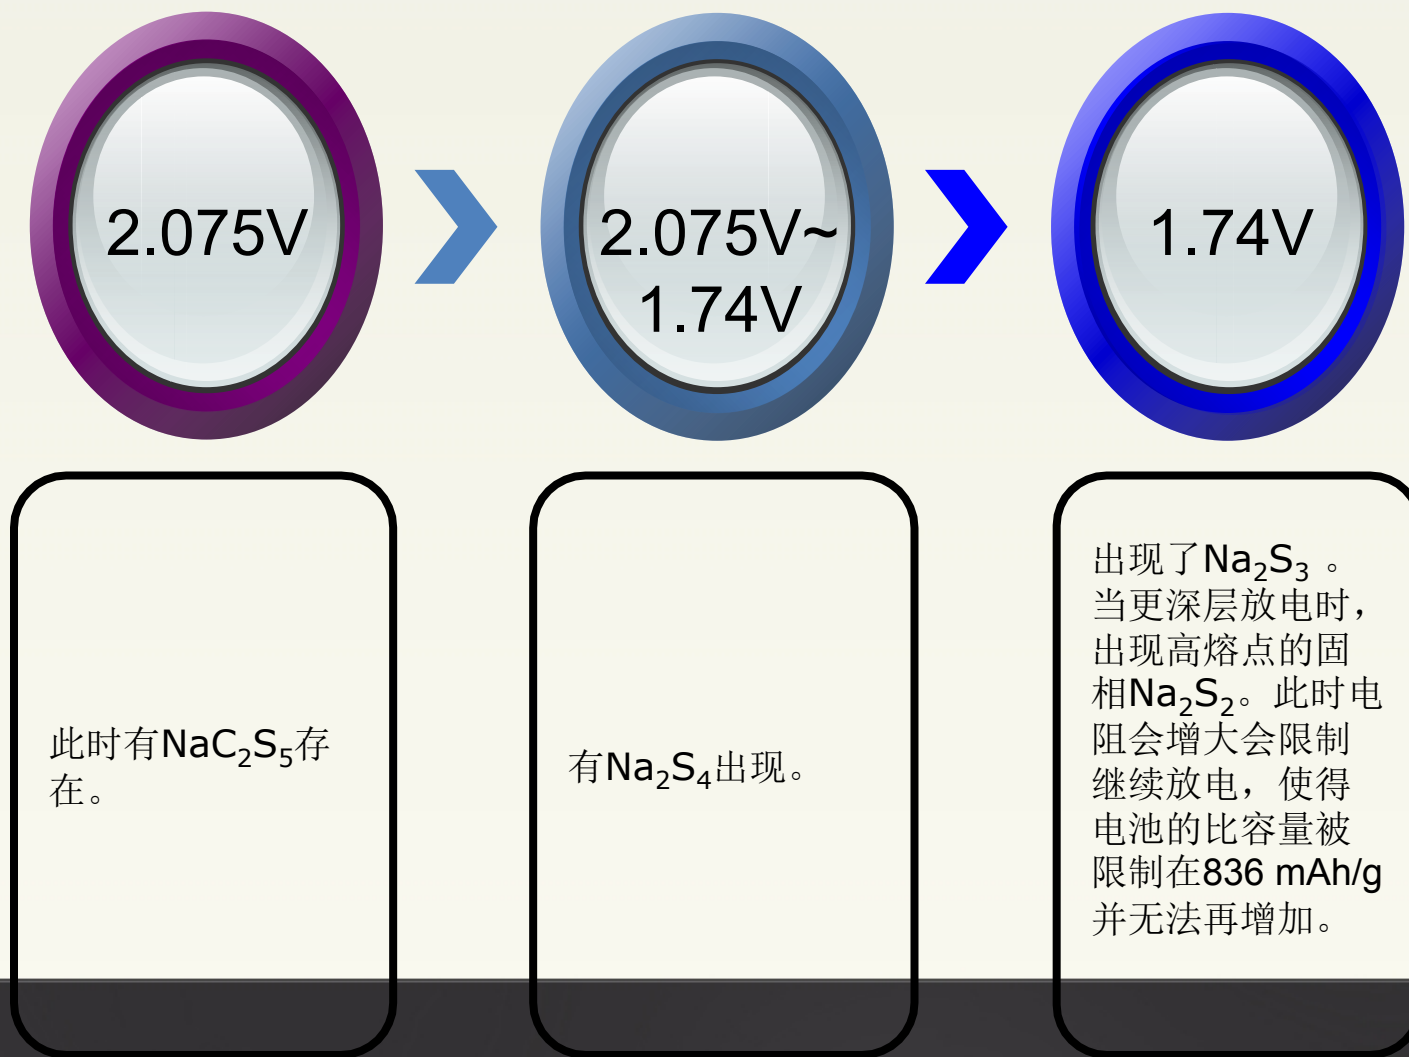 2.075V
2.075V~
1.74V
1.74V
此时有NaC₂S₅存
在。
有Na₂S₄出现。
出现了Na₂S₃ 。
当更深层放电时，
出现高熔点的固
相Na₂S₂。此时电
阻会增大会限制
继续放电，使得
电池的比容量被
限制在836 mAh/g
并无法再增加。